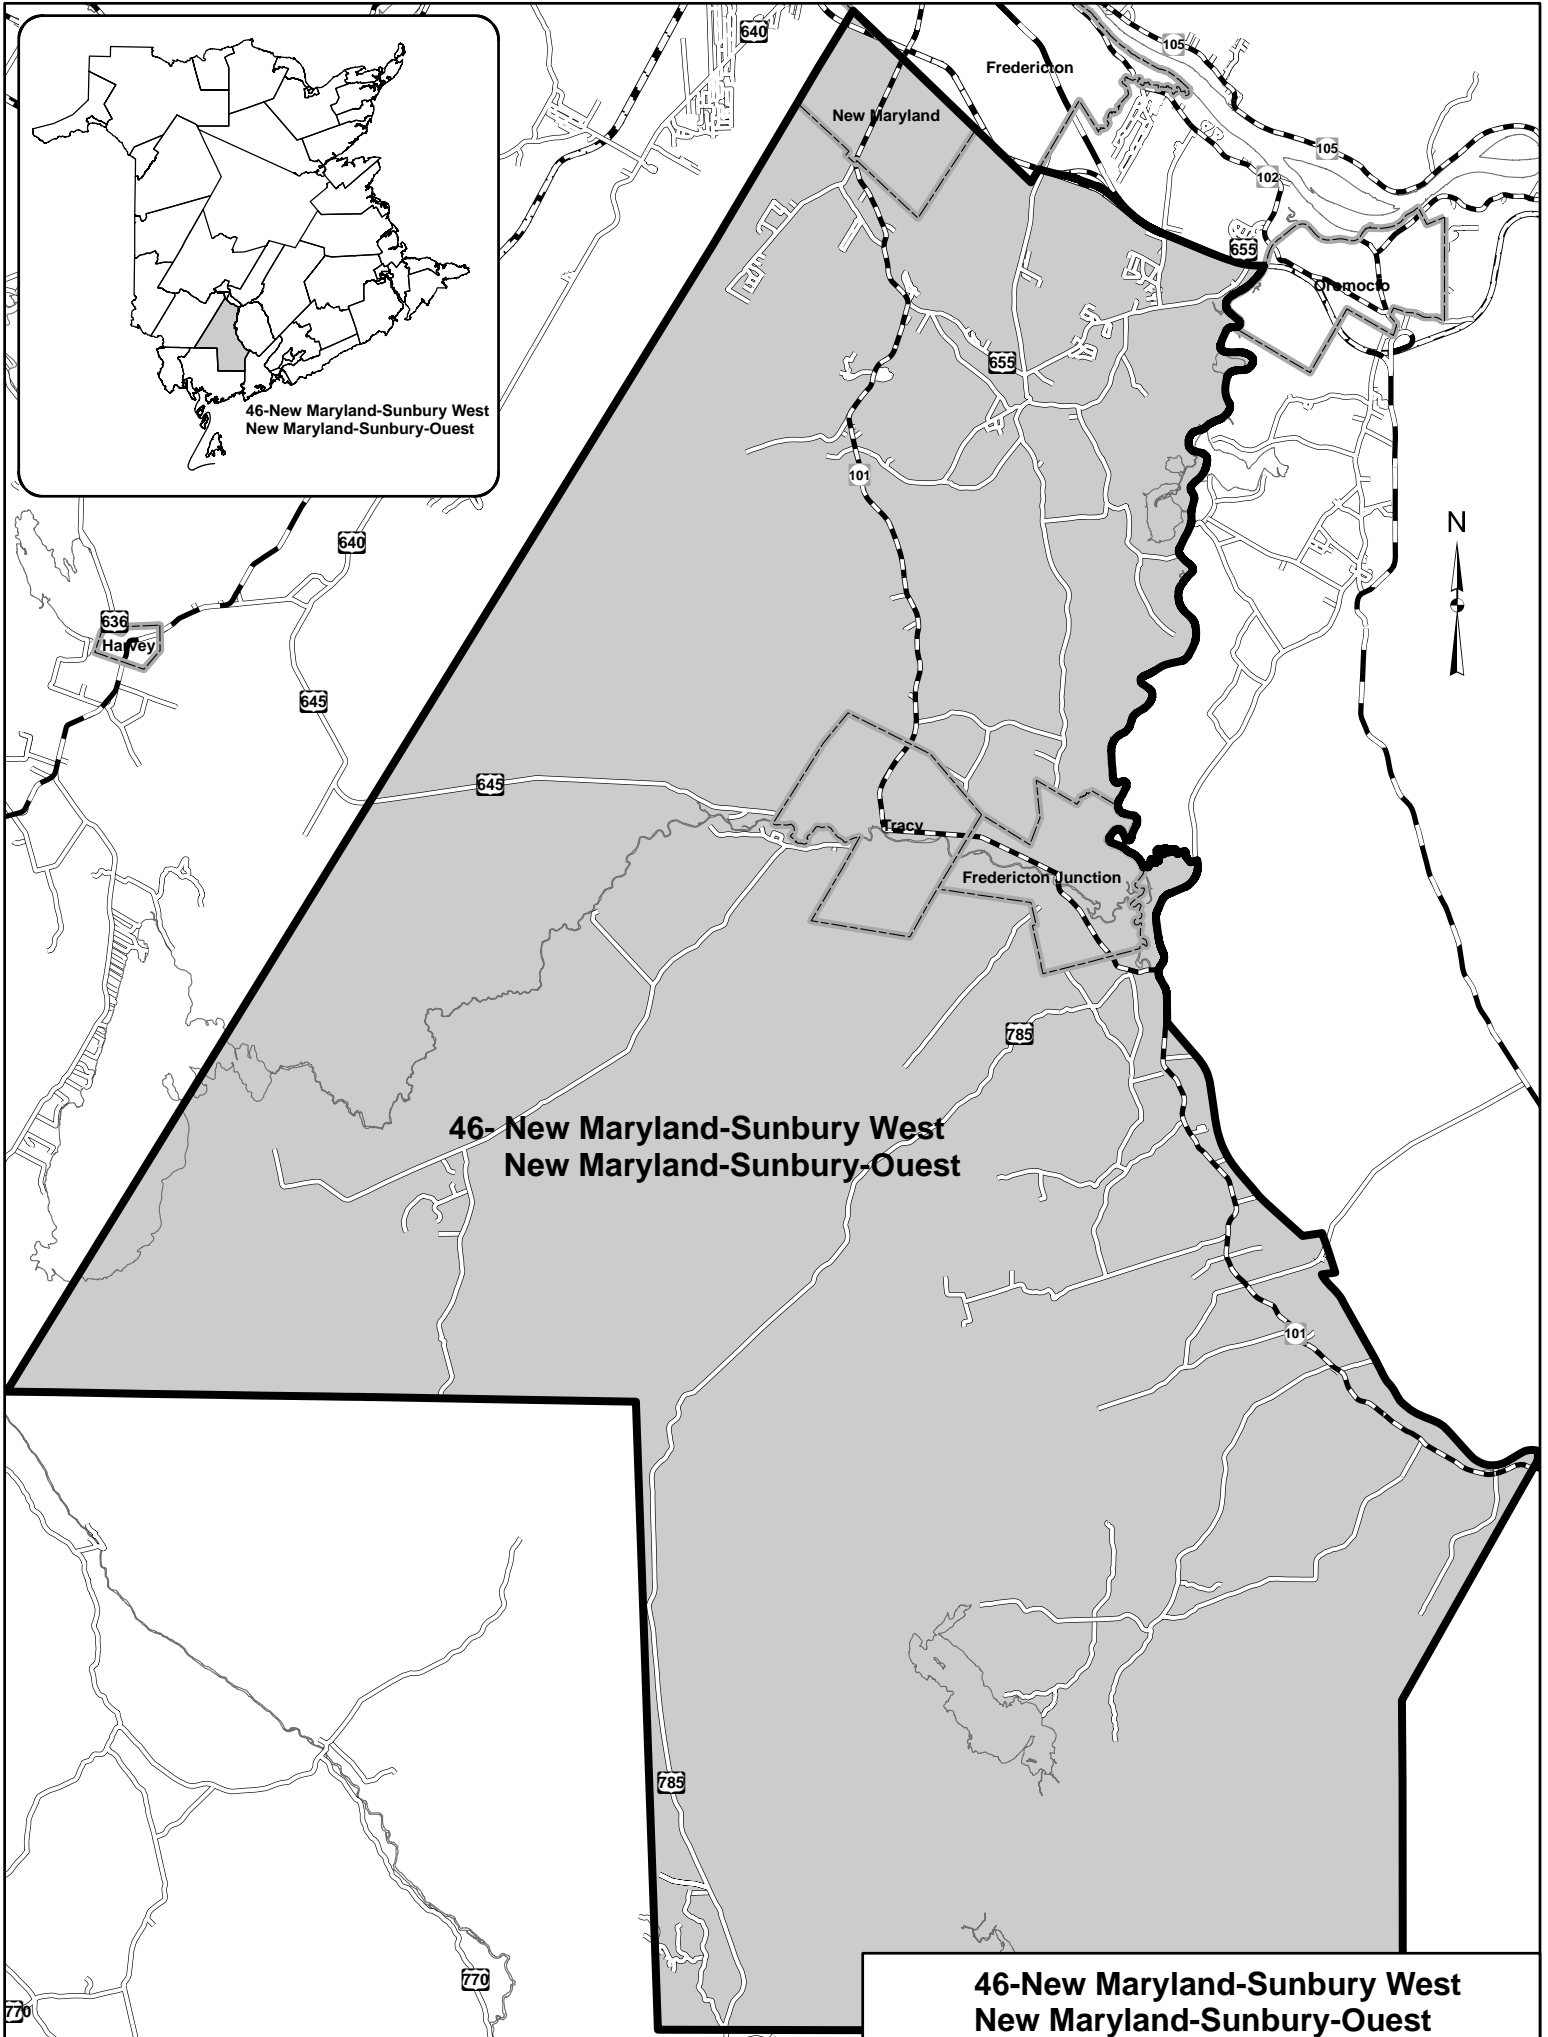 640
105
Fredericton
New Maryland
105
102
655
Oromocto
655
46-New Maryland-Sunbury West
New Maryland-Sunbury-Ouest
101
N
640
636
Harvey
645
645
Tracy
Fredericton Junction
785
46- New Maryland-Sunbury West
New Maryland-Sunbury-Ouest
101
785
770
770
46-New Maryland-Sunbury West
New Maryland-Sunbury-Ouest